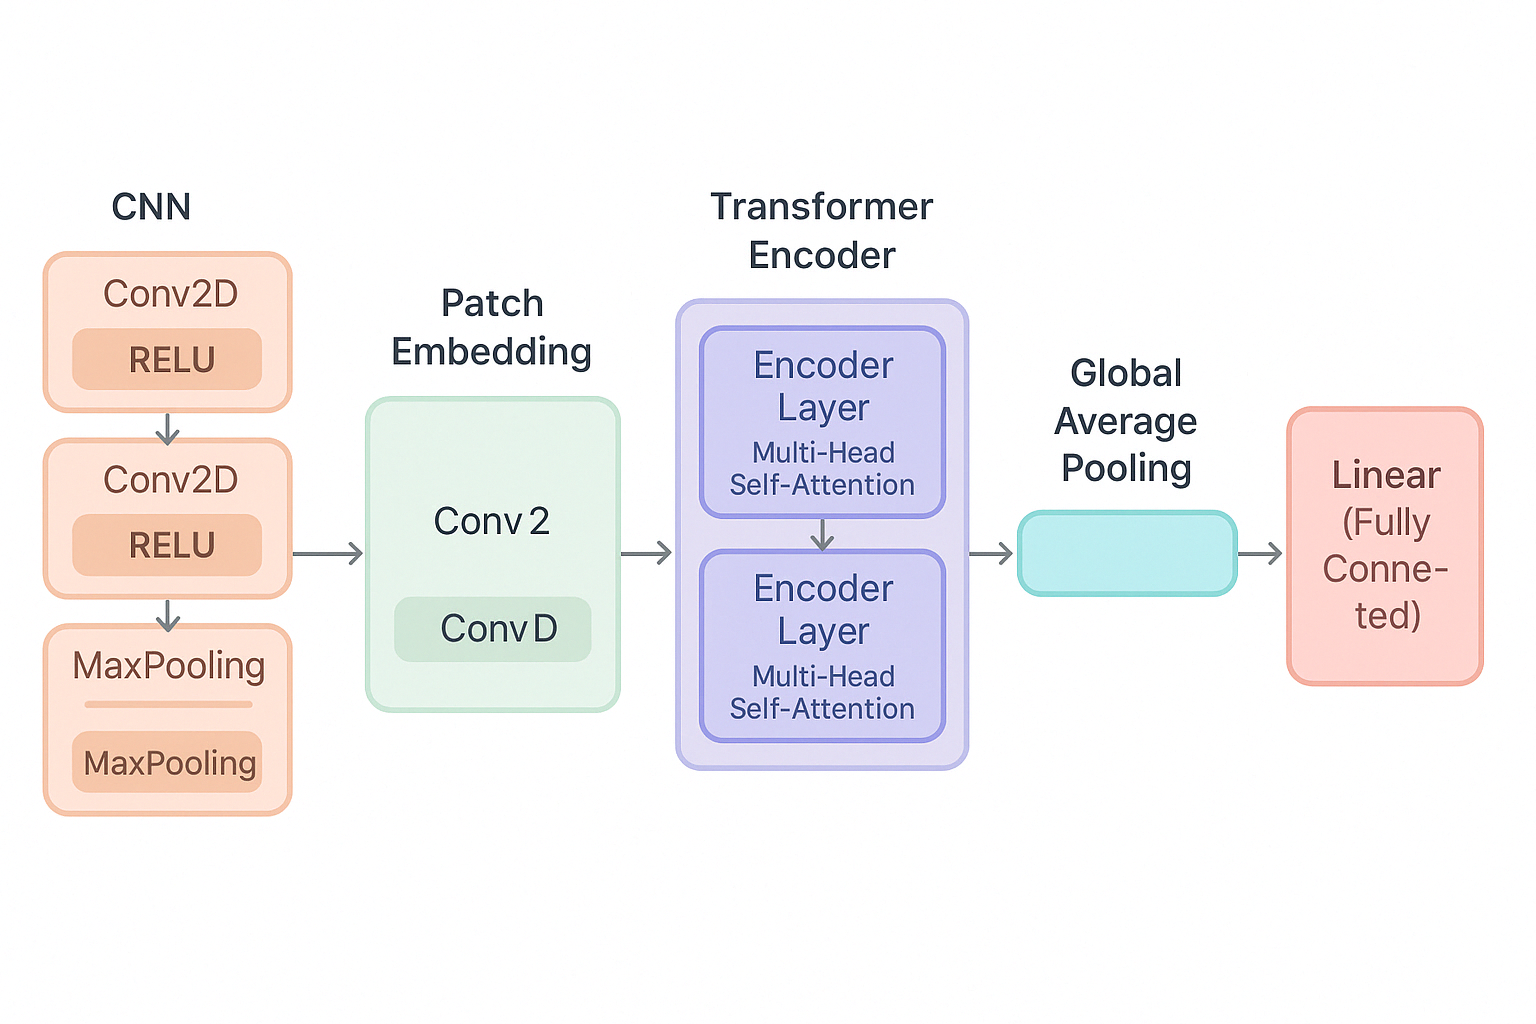 CNN
Conv2D
RELU
Conv2D
RELU
MaxPooling
MaxPooling
Patch
Embedding
Conv 2
Conv D
Transformer
Encoder
Encoder
Layer
Multi-Head
Self-Attention
Encoder
Layer
Multi-Head
Self-Attention
Global
Average
Pooling
Linear
(Fully
Conne-
ted)